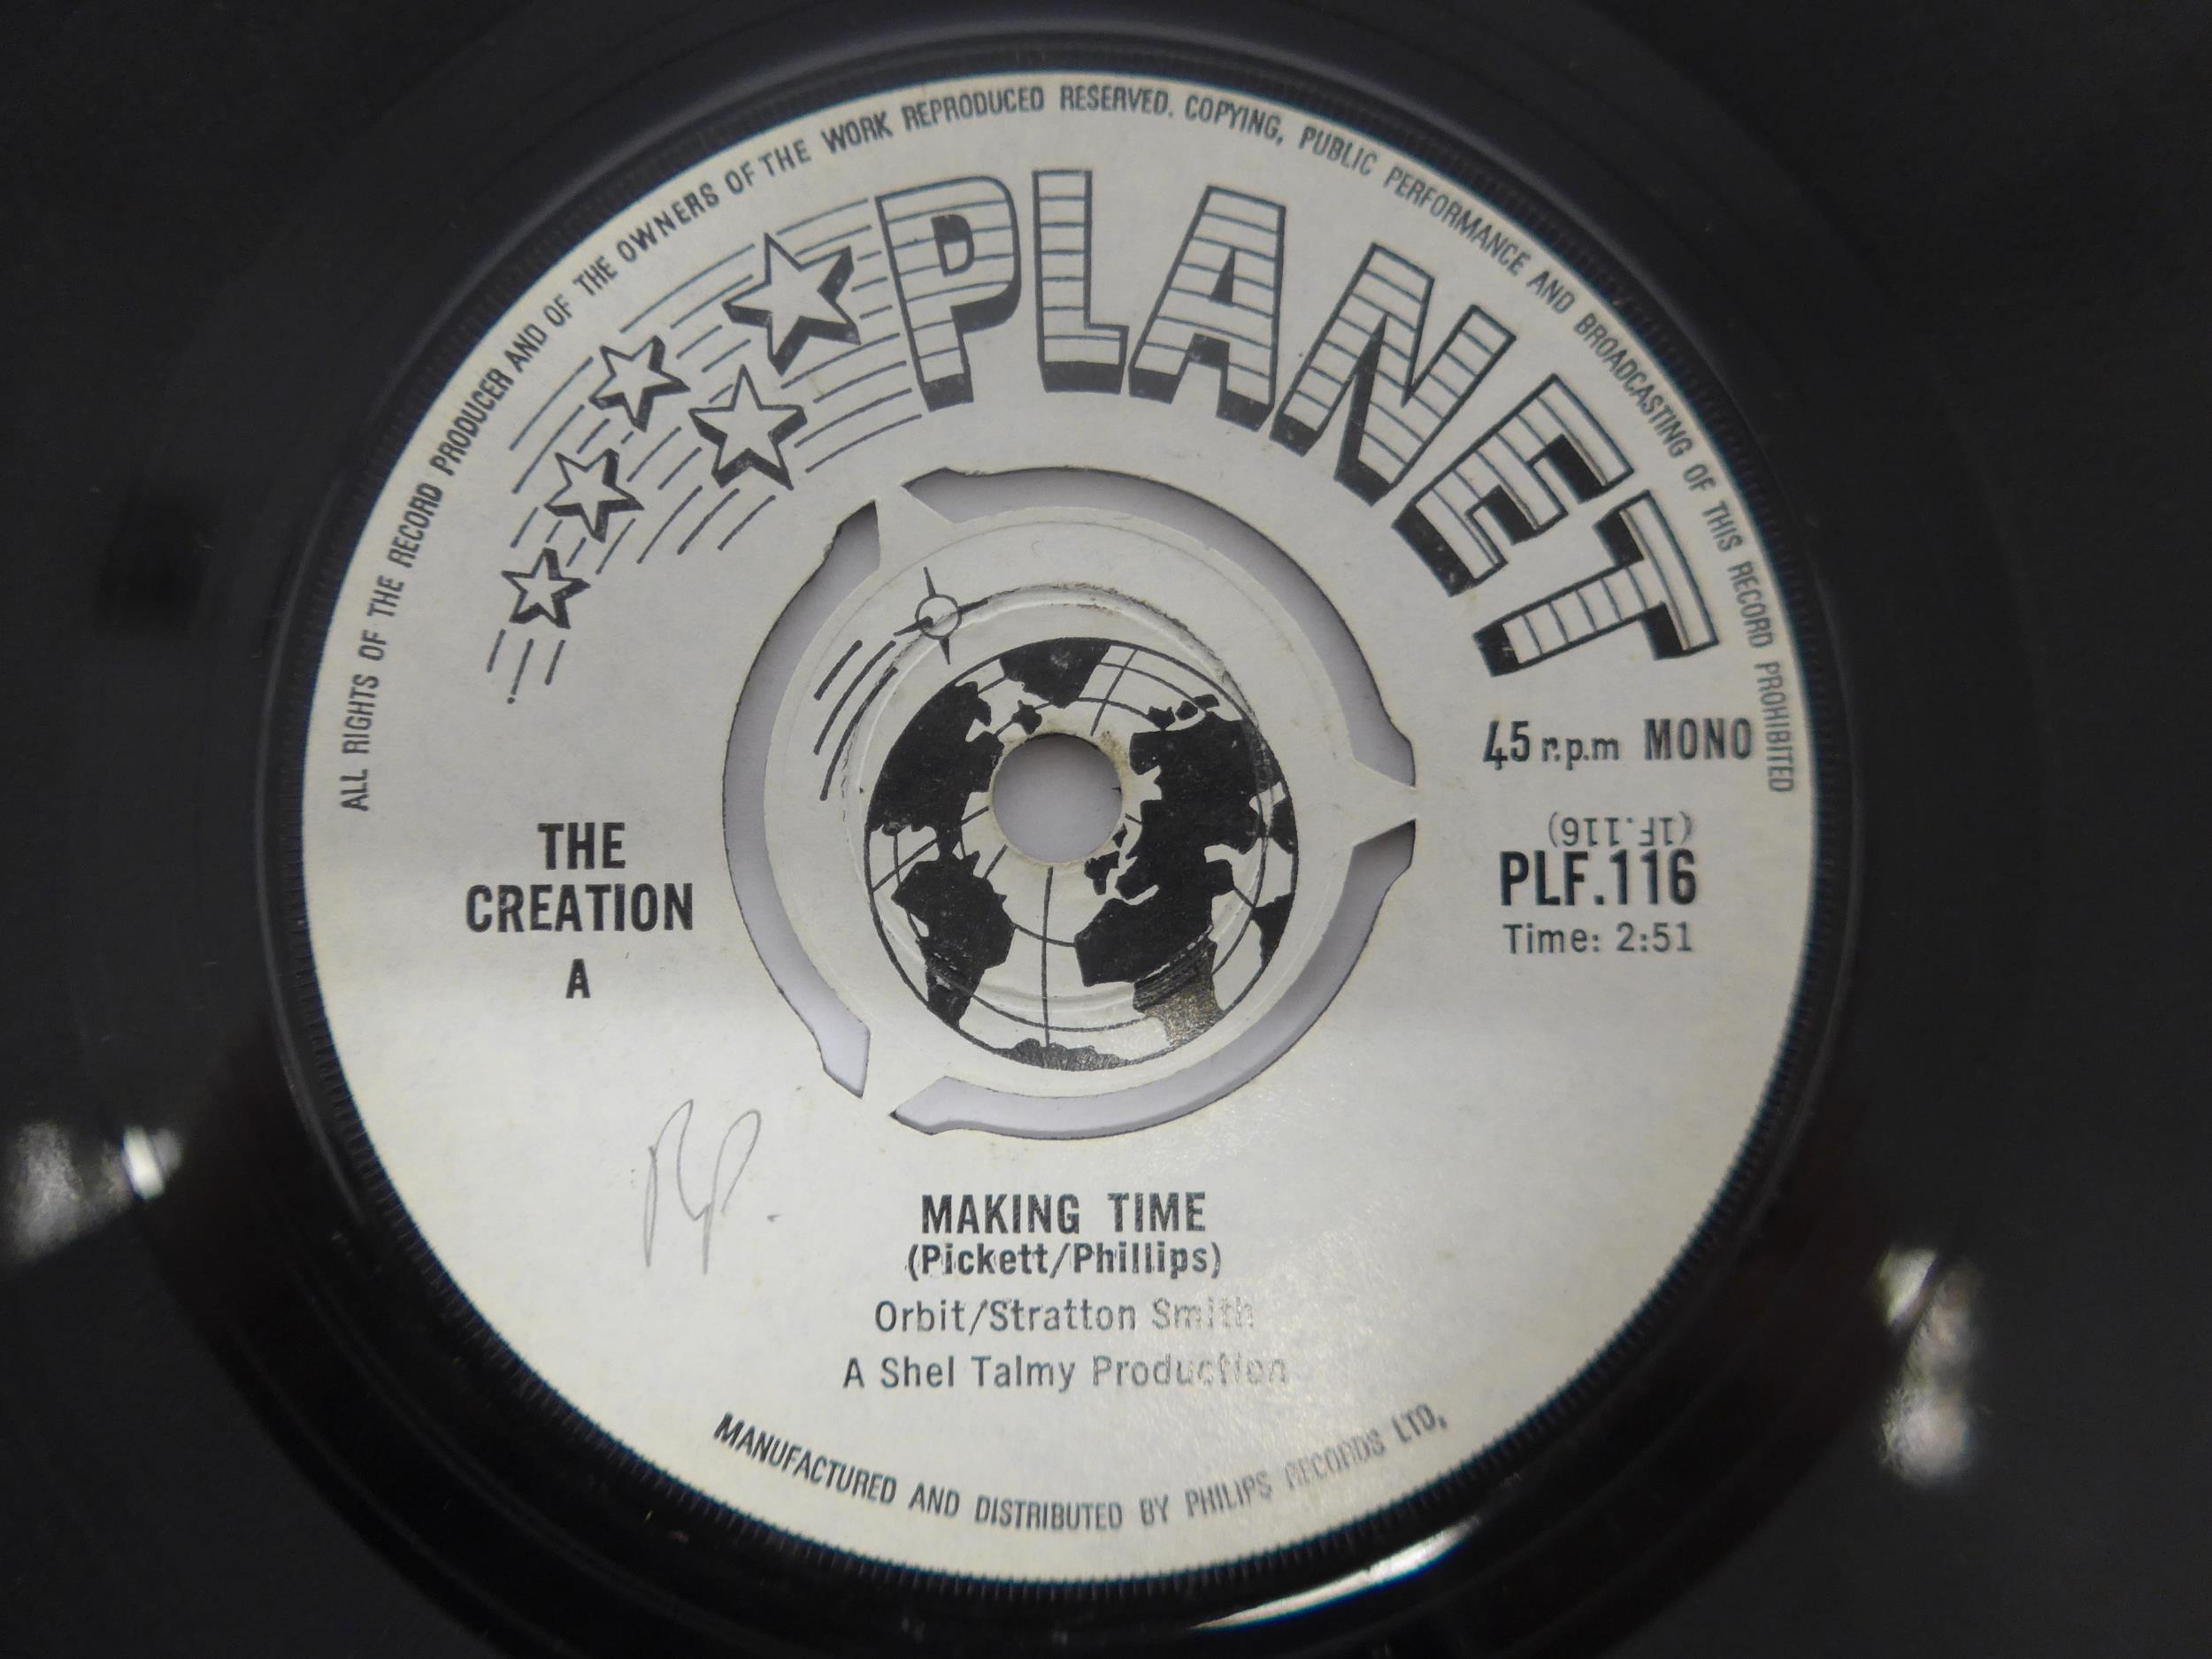 ALL RIGHTS OF THE RECORD PRODUCER AND OF THE OWNERS OF THE WORK REPRODUCED RESERVED. COPYING, PUBLIC PERFORMANCE AND BROADCASTING OF THIS RECORD PROHIBITED
PLANET
45 r.p.m MONO
(1F.116)
PLF.116
Time: 2:51
THE
CREATION
A
MAKING TIME
(Pickett/Phillips)
Orbit/Stratton Smith
A Shel Talmy Production
MANUFACTURED AND DISTRIBUTED BY PHILIPS RECORDS LTD.